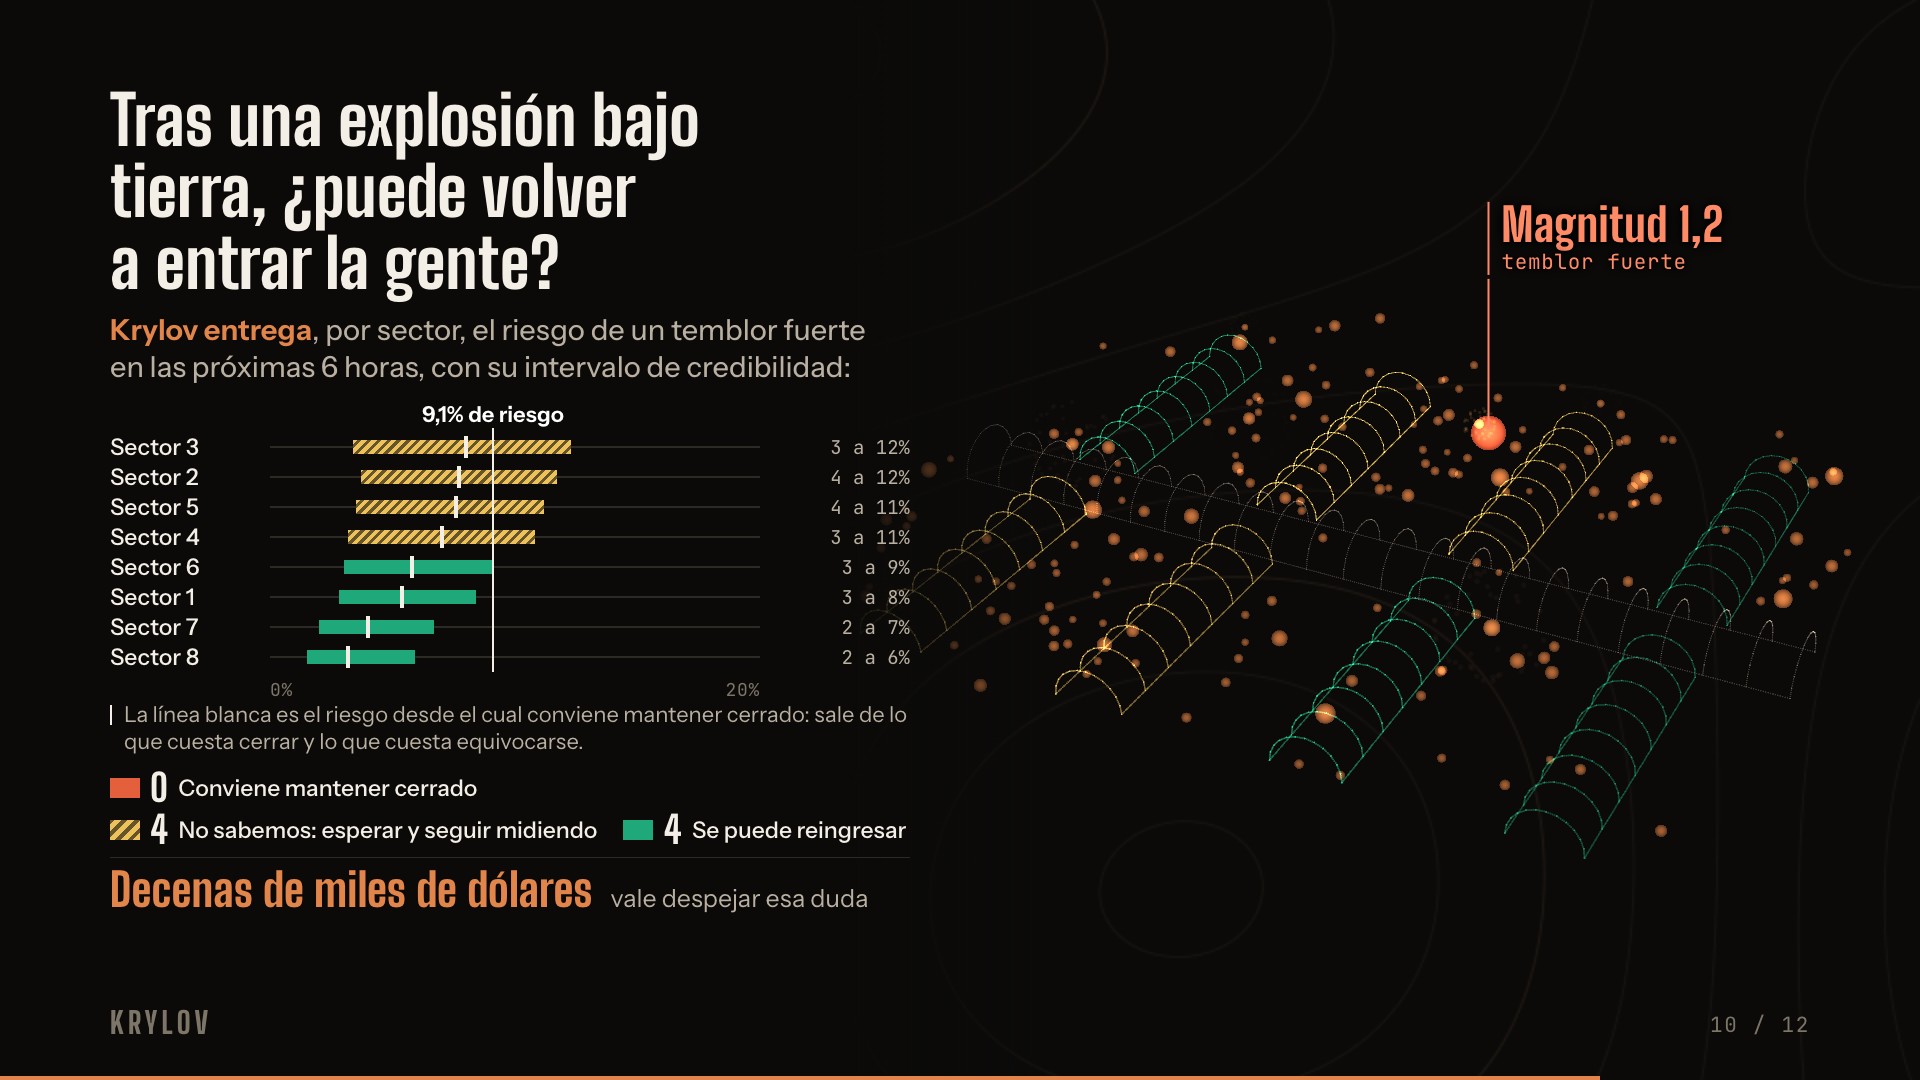 Tras una explosión bajo
tierra, ¿puede volver
a entrar la gente?
Krylov entrega, por sector, el riesgo de un temblor fuerte
en las próximas 6 horas, con su intervalo de credibilidad:
9,1% de riesgo
Sector 3 3 a 12%
Sector 2 4 a 12%
Sector 5 4 a 11%
Sector 4 3 a 11%
Sector 6 3 a 9%
Sector 1 3 a 8%
Sector 7 2 a 7%
Sector 8 2 a 6%
0% 20%
La línea blanca es el riesgo desde el cual conviene mantener cerrado: sale de lo
que cuesta cerrar y lo que cuesta equivocarse.
0 Conviene mantener cerrado
4 No sabemos: esperar y seguir midiendo 4 Se puede reingresar
Decenas de miles de dólares vale despejar esa duda
Magnitud 1,2
temblor fuerte
KRYLOV
10 / 12